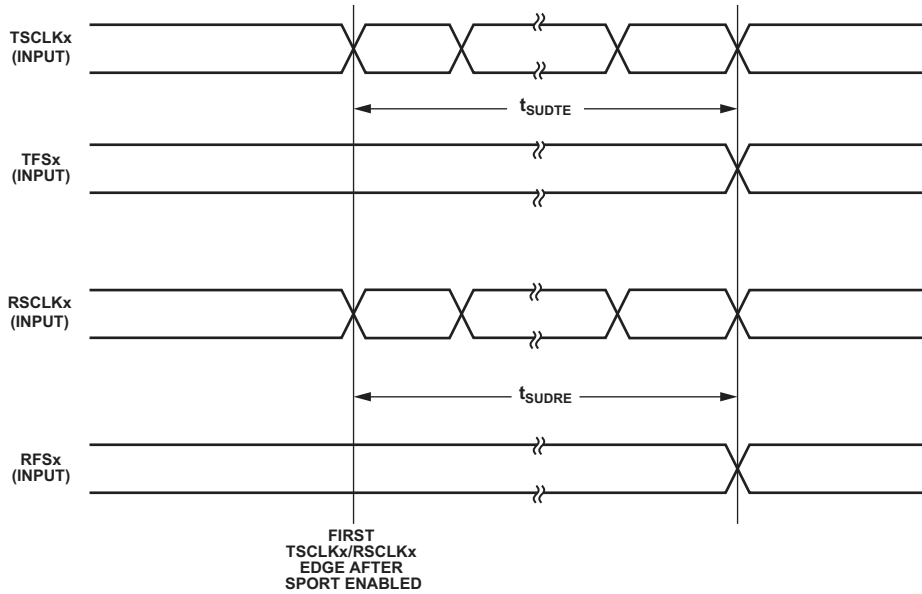 TSCLKx
(INPUT)
tSUDTE
TFSx
(INPUT)
RSCLKx
(INPUT)
tSUDRE
RFSx
(INPUT)
FIRST
TSCLKx/RSCLKx
EDGE AFTER
SPORT ENABLED